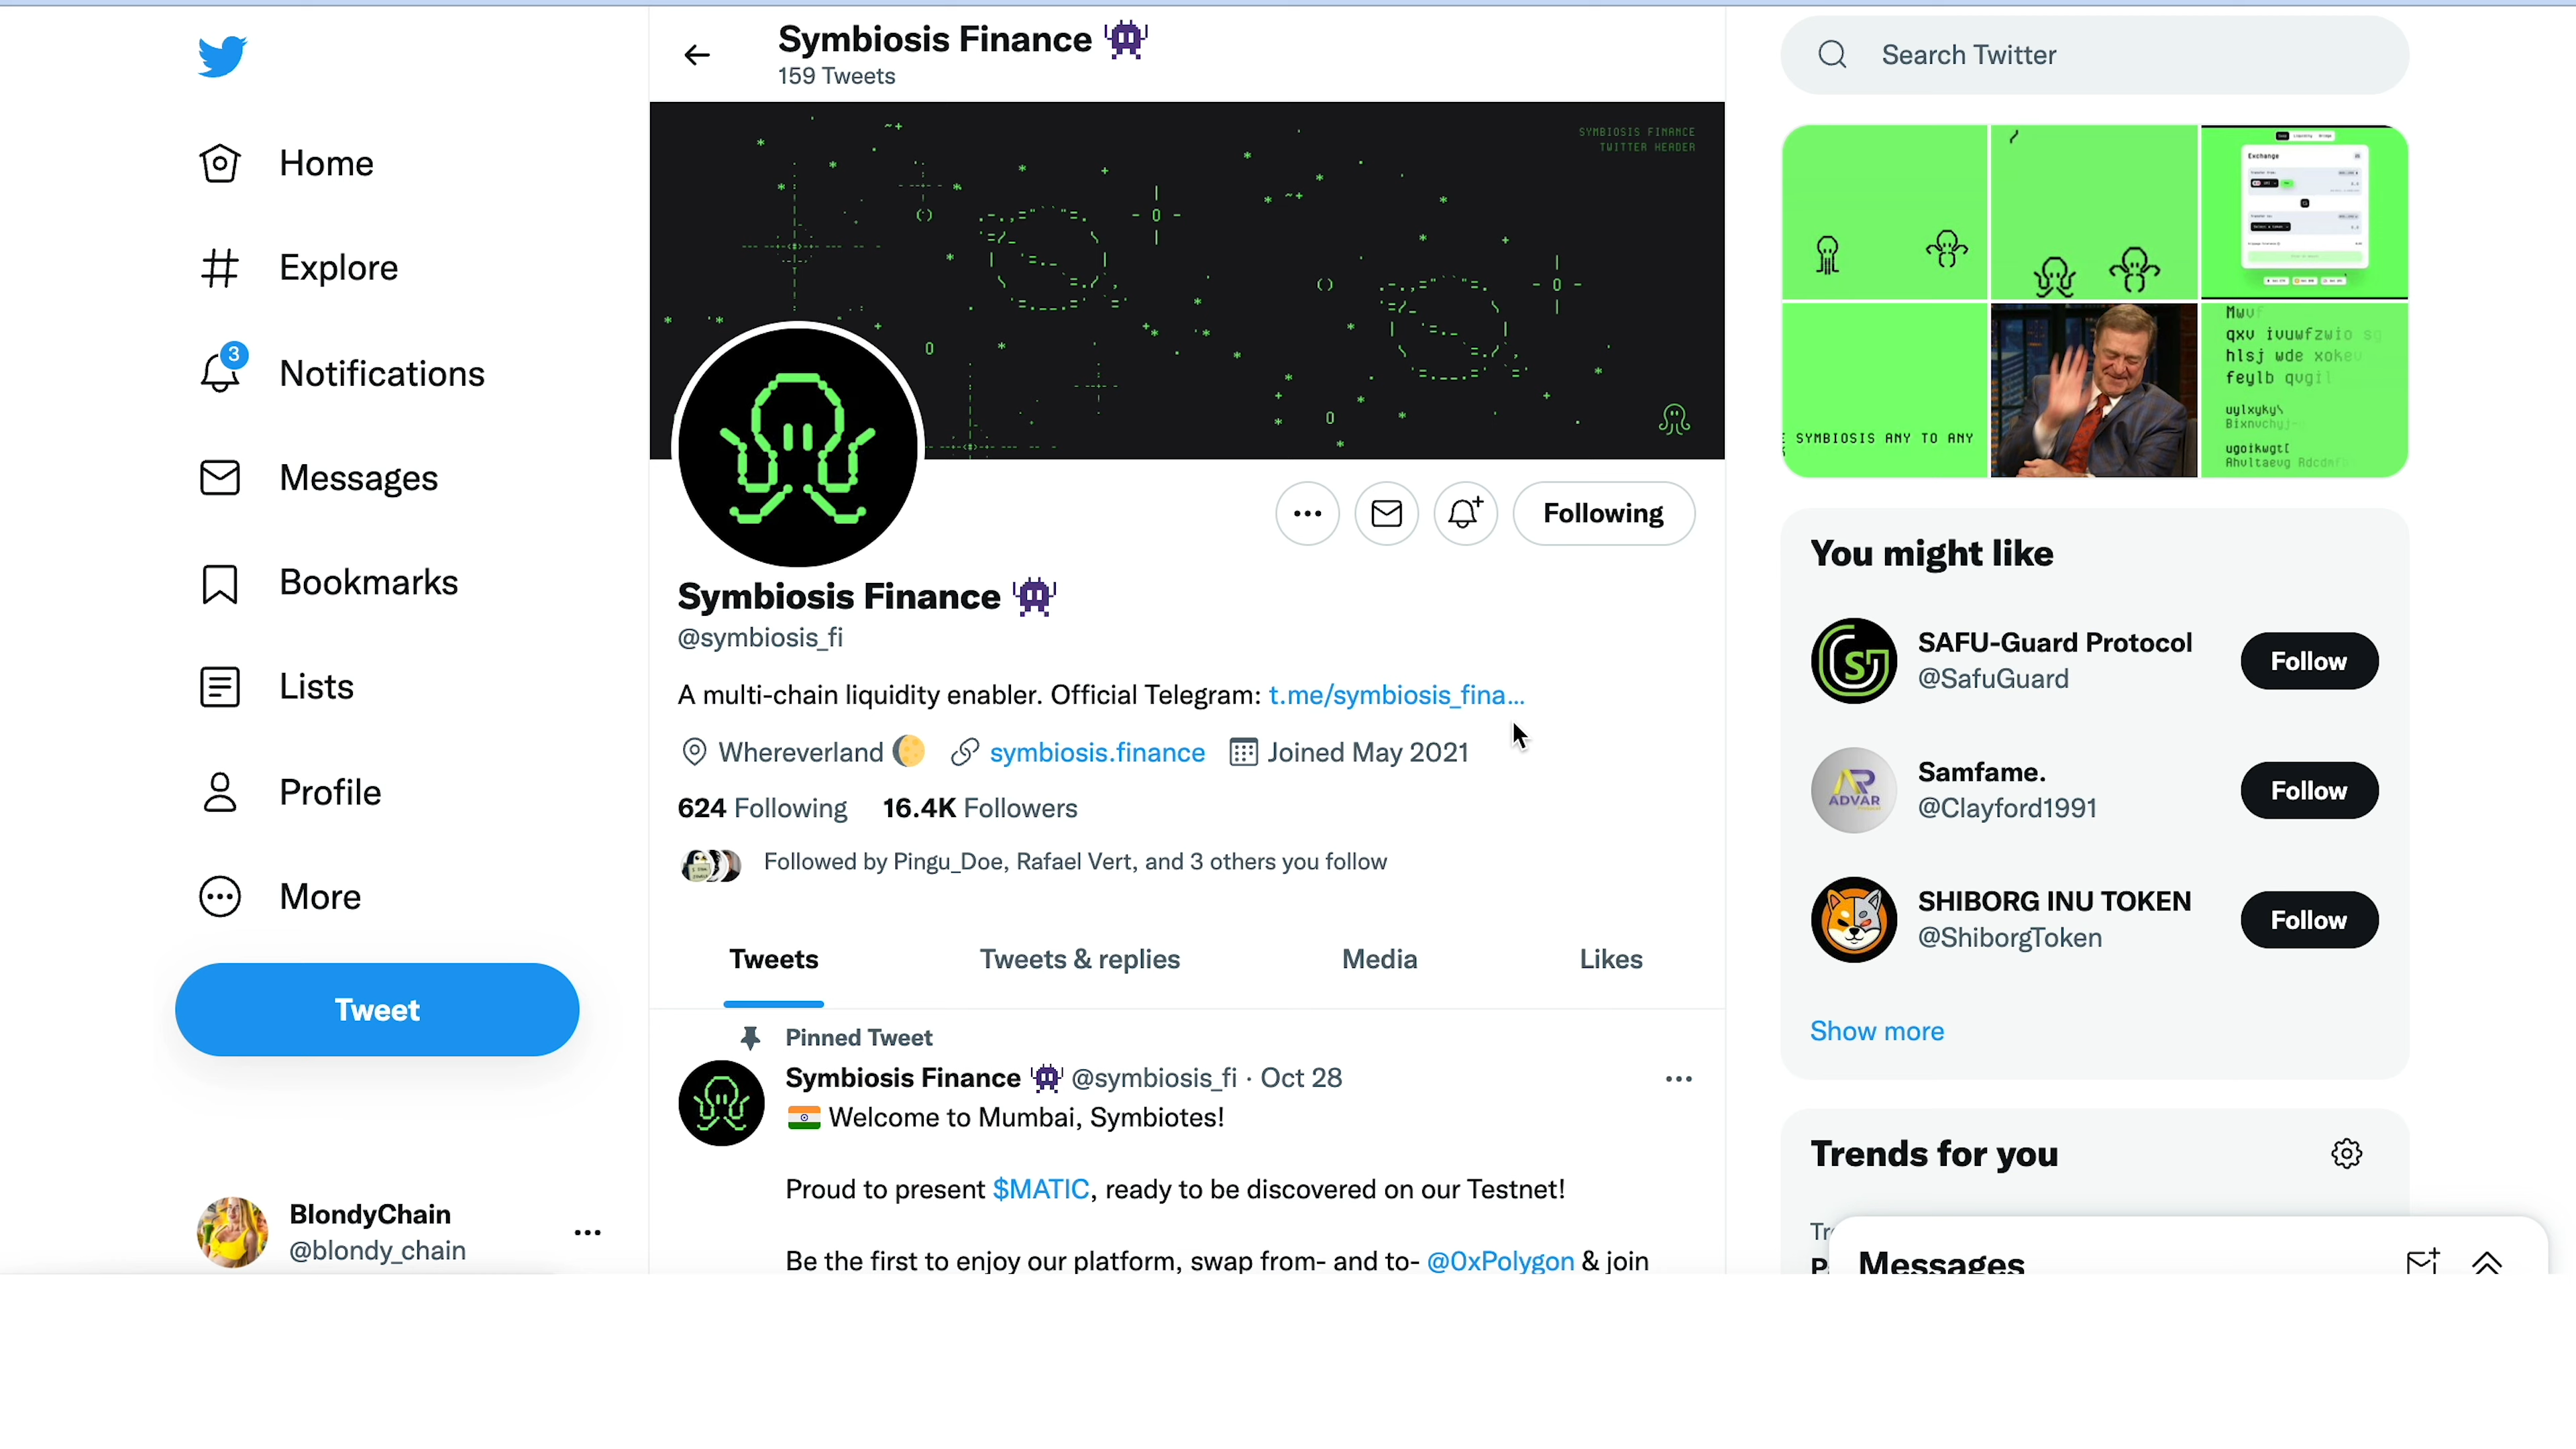 Symbiosis Finance
159 Tweets
Search Twitter
Home
Explore
3
Notifications
Messages
Bookmarks
Lists
Profile
More
Tweet
BlondyChain
@blondy_chain
SYMBIOSIS FINANCE
TWITTER HEADER
Following
Symbiosis Finance
@symbiosis_fi
A multi-chain liquidity enabler. Official Telegram: t.me/symbiosis_fina...
Whereverland symbiosis.finance Joined May 2021
624 Following 16.4K Followers
Followed by Pingu_Doe, Rafael Vert, and 3 others you follow
Tweets Tweets & replies Media Likes
Pinned Tweet
Symbiosis Finance @symbiosis_fi · Oct 28
Welcome to Mumbai, Symbiotes!
Proud to present $MATIC, ready to be discovered on our Testnet!
Be the first to enjoy our platform, swap from- and to- @0xPolygon & join
Exchange
SYMBIOSIS ANY TO ANY
qxv ivuwfzwio
hlsj wde
feylb
You might like
SAFU-Guard Protocol
@SafuGuard
Follow
ADVAR
Samfame.
@Clayford1991
Follow
SHIBORG INU TOKEN
@ShiborgToken
Follow
Show more
Trends for you
Messages